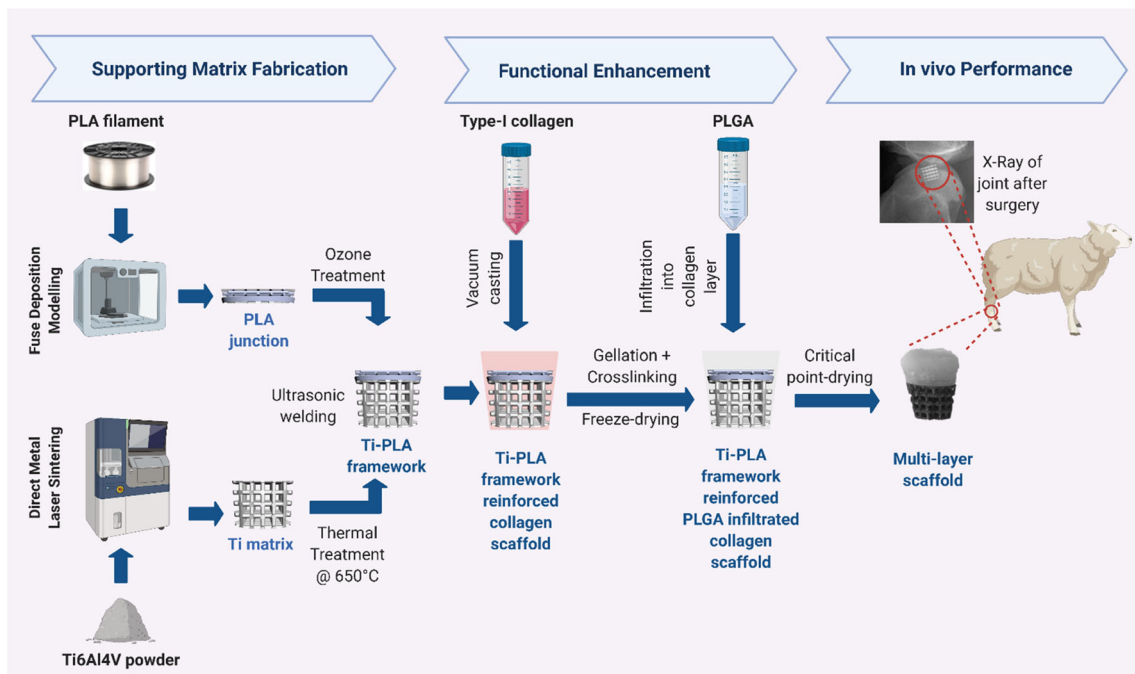 Supporting Matrix Fabrication
Functional Enhancement
In vivo Performance
PLA filament
Type-I collagen
PLGA
X-Ray of
joint after
surgery
Fuse Deposition
Modelling
PLA
junction
Ozone
Treatment
Vacuum
casting
Infiltration
into
collagen
layer
Ultrasonic
welding
Ti-PLA
framework
Gellation +
Crosslinking
Freeze-drying
Critical
point-drying
Direct Metal
Laser Sintering
Ti matrix
Thermal
Treatment
@ 650°C
Ti-PLA
framework
reinforced
collagen
scaffold
Ti-PLA
framework
reinforced
PLGA infiltrated
collagen
scaffold
Multi-layer
scaffold
Ti6Al4V powder